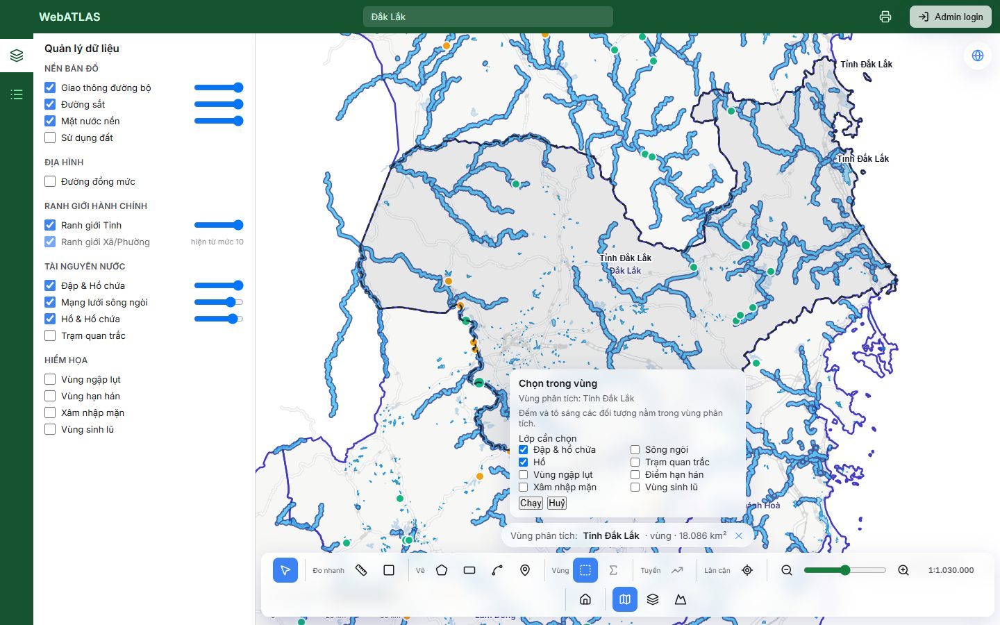 WebATLAS
Đắk Lắk
Admin login
Quản lý dữ liệu
NỀN BẢN ĐỒ
Giao thông đường bộ
Đường sắt
Mặt nước nền
Sử dụng đất
ĐỊA HÌNH
Đường đồng mức
RANH GIỚI HÀNH CHÍNH
Ranh giới Tỉnh
Ranh giới Xã/Phường
hiện từ mức 10
TÀI NGUYÊN NƯỚC
Đập & Hồ chứa
Mạng lưới sông ngòi
Hồ & Hồ chứa
Trạm quan trắc
HIỂM HỌA
Vùng ngập lụt
Vùng hạn hán
Xâm nhập mặn
Vùng sinh lũ
Tỉnh Đắk Lắk
Tỉnh Đắk Lắk
Tỉnh Đắk Lắk
Đắk Lắk
Chọn trong vùng
Vùng phân tích: Tỉnh Đắk Lắk
Đếm và tô sáng các đối tượng nằm trong vùng phân
tích.
Lớp cần chọn
Đập & hồ chứa
Sông ngòi
Hồ
Trạm quan trắc
Vùng ngập lụt
Điểm hạn hán
Xâm nhập mặn
Vùng sinh lũ
Chạy
Huỷ
Hoà
Vùng phân tích: Tỉnh Đắk Lắk · vùng · 18.086 km²
Đo nhanh
Vẽ
Vùng
Tuyến
Lân cận
1:1.030.000